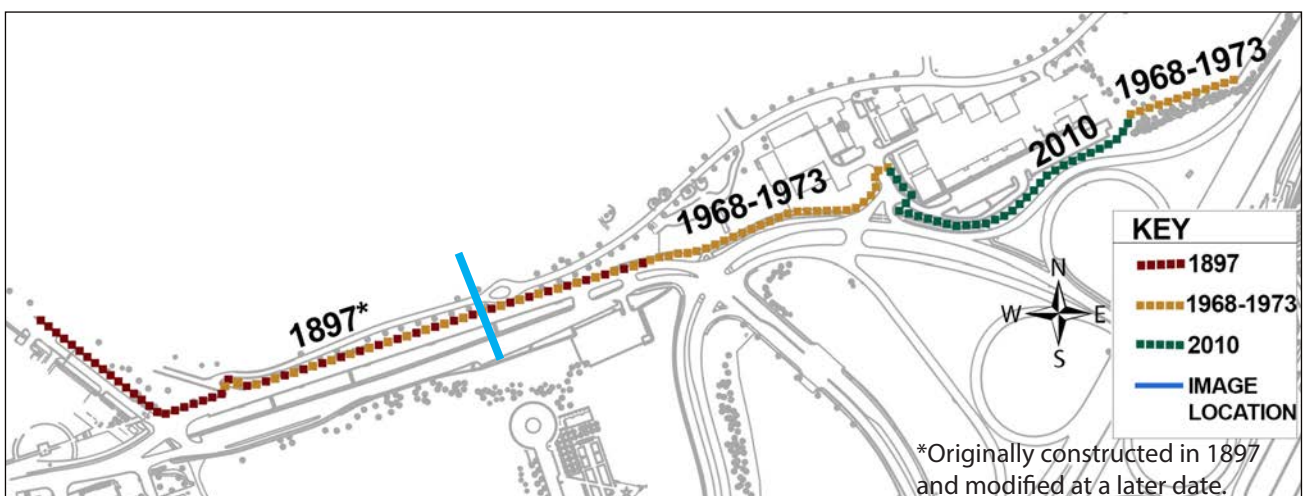 1968-1973
2010
1968-1973
1897*
KEY
1897
1968-1973
2010
IMAGE
LOCATION
N
W E
S
*Originally constructed in 1897
and modified at a later date.